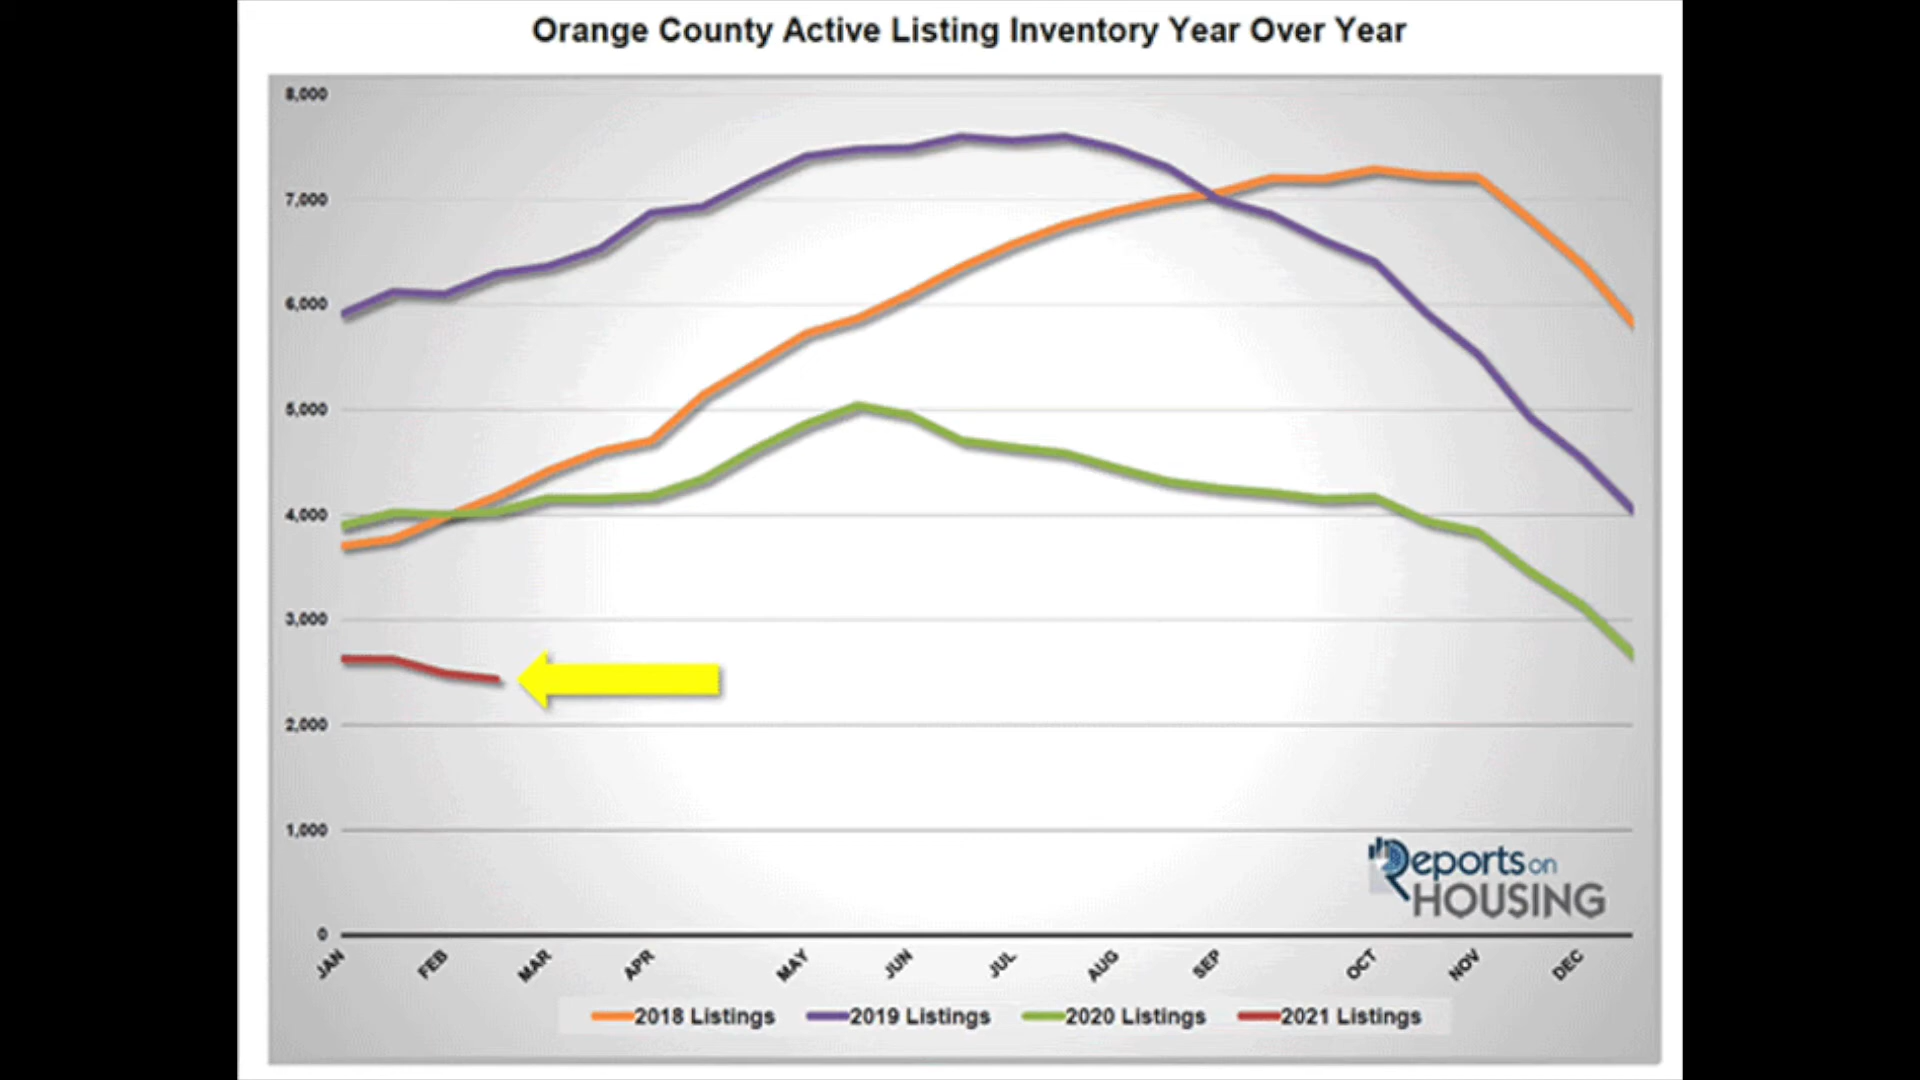 Orange County Active Listing Inventory Year Over Year
8,000
7,000
6,000
5,000
4,000
3,000
2,000
1,000
0
JAN FEB MAR APR MAY JUN JUL AUG SEP OCT NOV DEC
2018 Listings 2019 Listings 2020 Listings 2021 Listings
Reports on
HOUSING